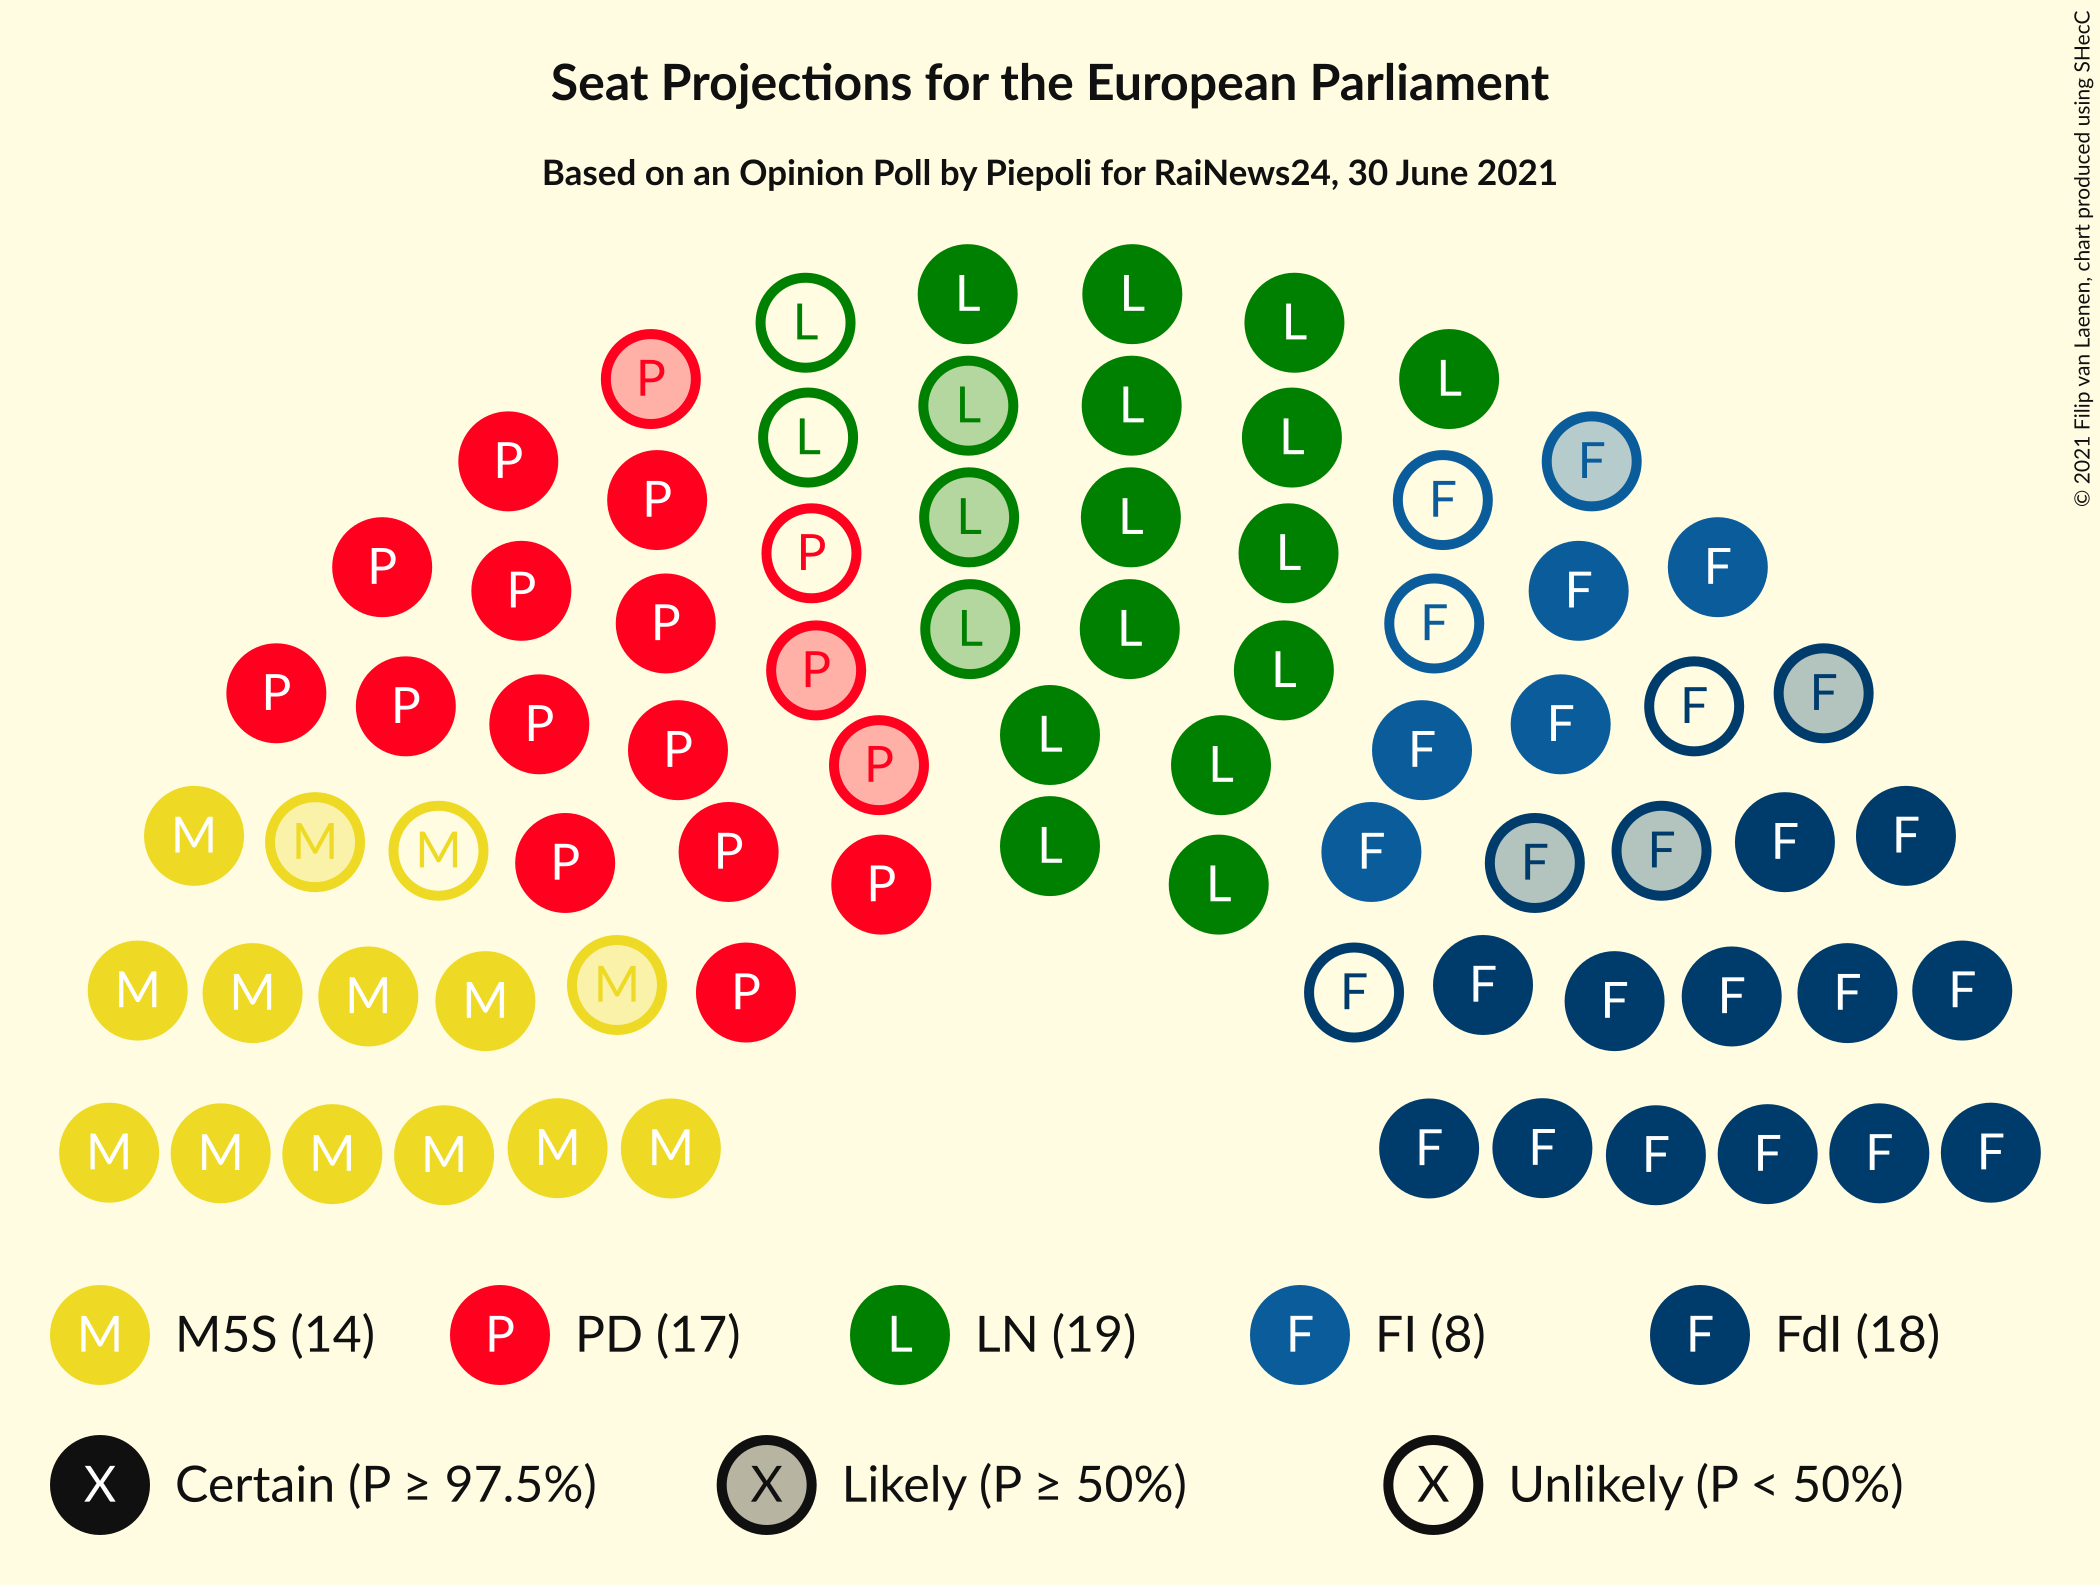 Seat Projections for the European Parliament
Based on an Opinion Poll by Piepoli for RaiNews24, 30 June 2021
© 2021 Filip van Laenen, chart produced using SHecC
L L L L
P L L
P L L L L F
P L L F
P L L L F F
P P L F
P P L L F F
P L L
P P P P L L F F F F
P L F
M M M P P P L L F F F F F
P L
M M M M M P F F F F F F
M M M M M M F F F F F F
M M5S (14) P PD (17) L LN (19) F FI (8) F FdI (18)
X Certain (P ≥ 97.5%) X Likely (P ≥ 50%) X Unlikely (P < 50%)